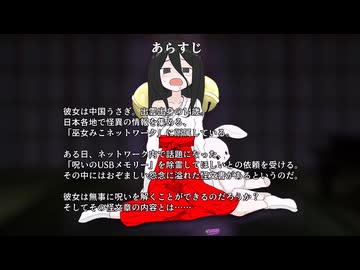 あらすじ
彼女は中国うさぎ。出雲出身の
日本各地で怪異の情報を集める、
「巫女みこネットワーク」に所属している。
ある日、ネットワーク内で話題になった、
「呪いのUSBメモリー」を除霊してほしいとの依頼を受ける。
その中にはおぞましい怨念に溢れた怪文書があるというのだ。
彼女は無事に呪いを解くことができるのだろうか？
そしてその怪文章の内容とは……